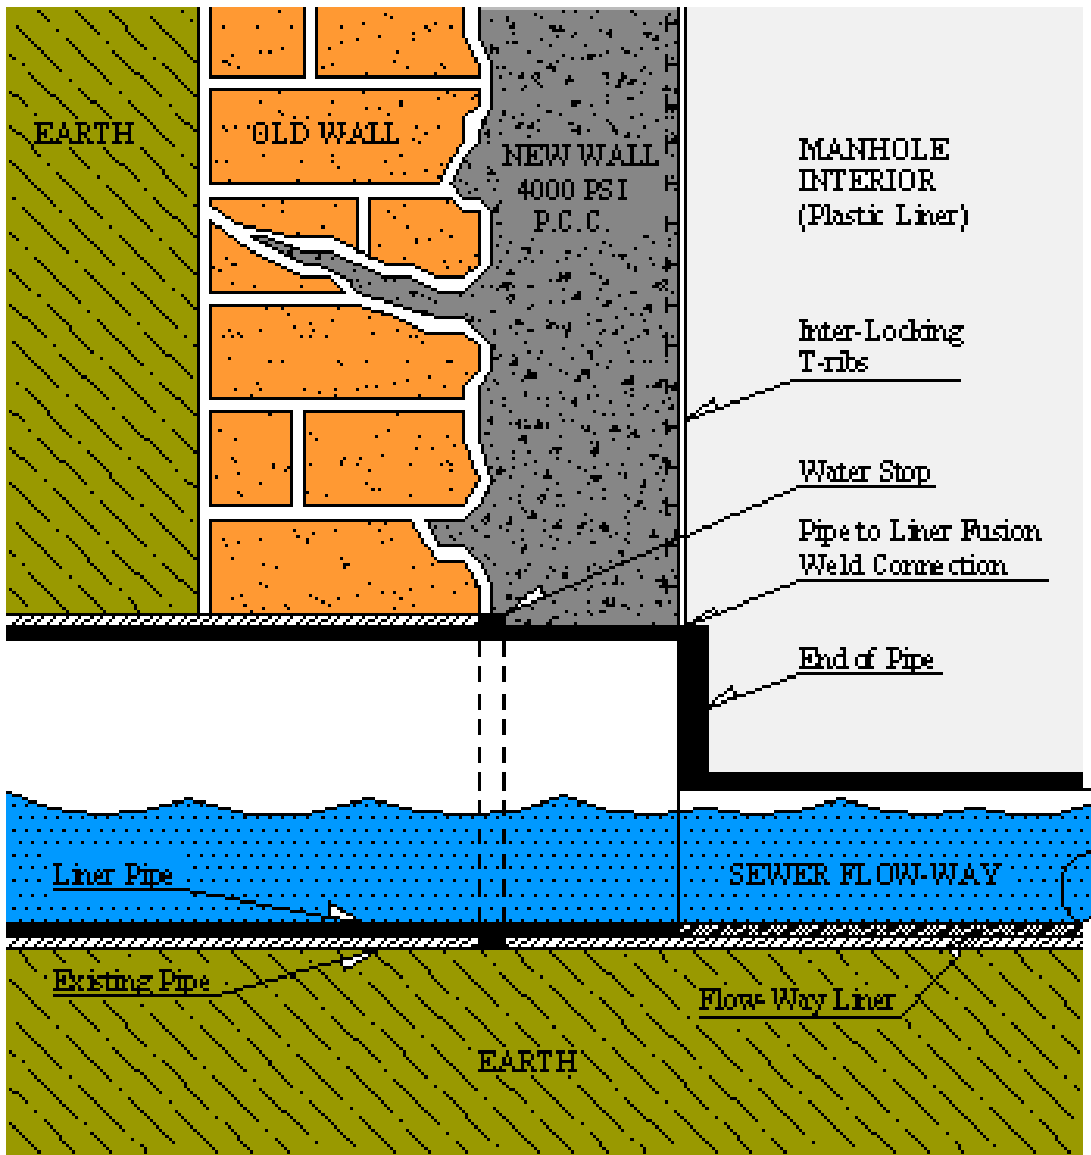 EARTH
OLD WALL
NEW WALL
4000 PSI
P.C.C.
MANHOLE
INTERIOR
(Plastic Liner)
Inter-Locking
T-ribs
Water Stop
Pipe to Liner Fusion
Weld Connection
End of Pipe
Liner Pipe
SEWER FLOW-WAY
Existing Pipe
Flow-Way Liner
EARTH